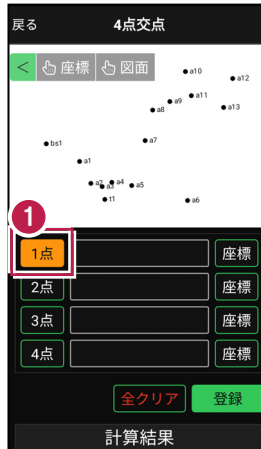 戻る 4点交点
< 座標 図面
a10
a12
a11
a9
a8
a13
bs1
a7
a1
a2 a4
a3 a5
t1
a6
1
1点 座標
2点 座標
3点 座標
4点 座標
全クリア 登録
計算結果